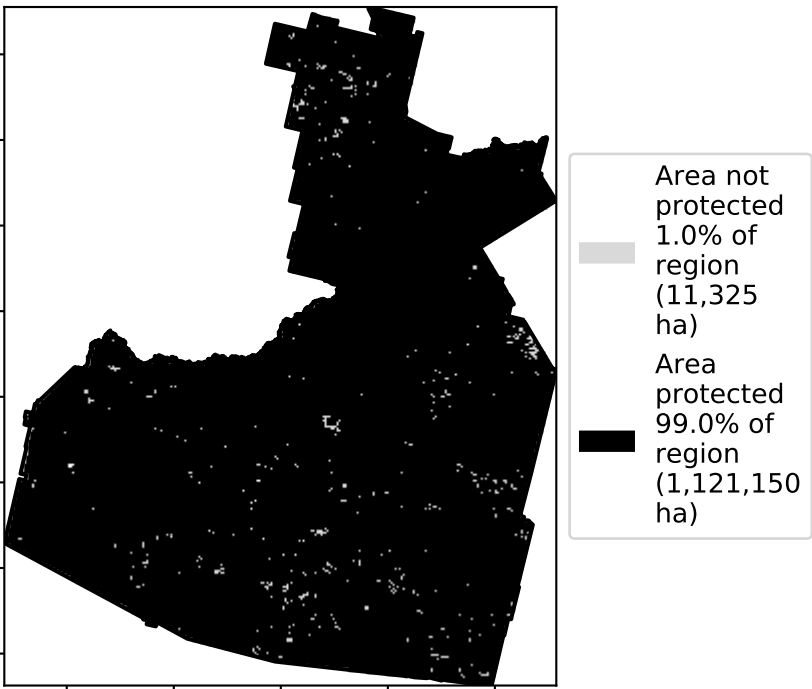 Area not
protected
1.0% of
region
(11,325
ha)
Area
protected
99.0% of
region
(1,121,150
ha)